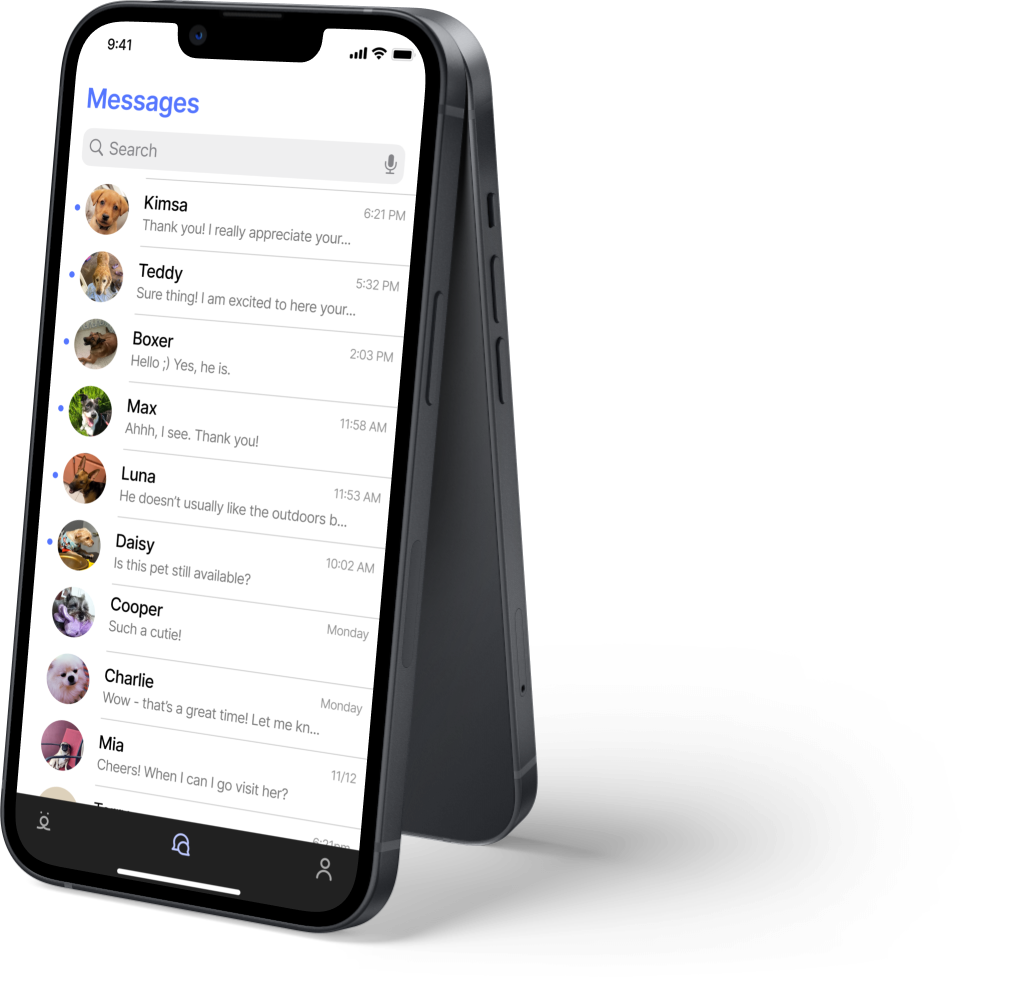 9:41
Messages
Search
Kimsa
6:21 PM
Thank you! I really appreciate your...
Teddy
5:32 PM
Sure thing! I am excited to here your...
Boxer
2:03 PM
Hello ;) Yes, he is.
Max
11:58 AM
Ahhh, I see. Thank you!
Luna
11:53 AM
He doesn’t usually like the outdoors b...
Daisy
10:02 AM
Is this pet still available?
Cooper
Monday
Such a cutie!
Charlie
Monday
Wow - that’s a great time! Let me kn...
Mia
11/12
Cheers! When I can I go visit her?